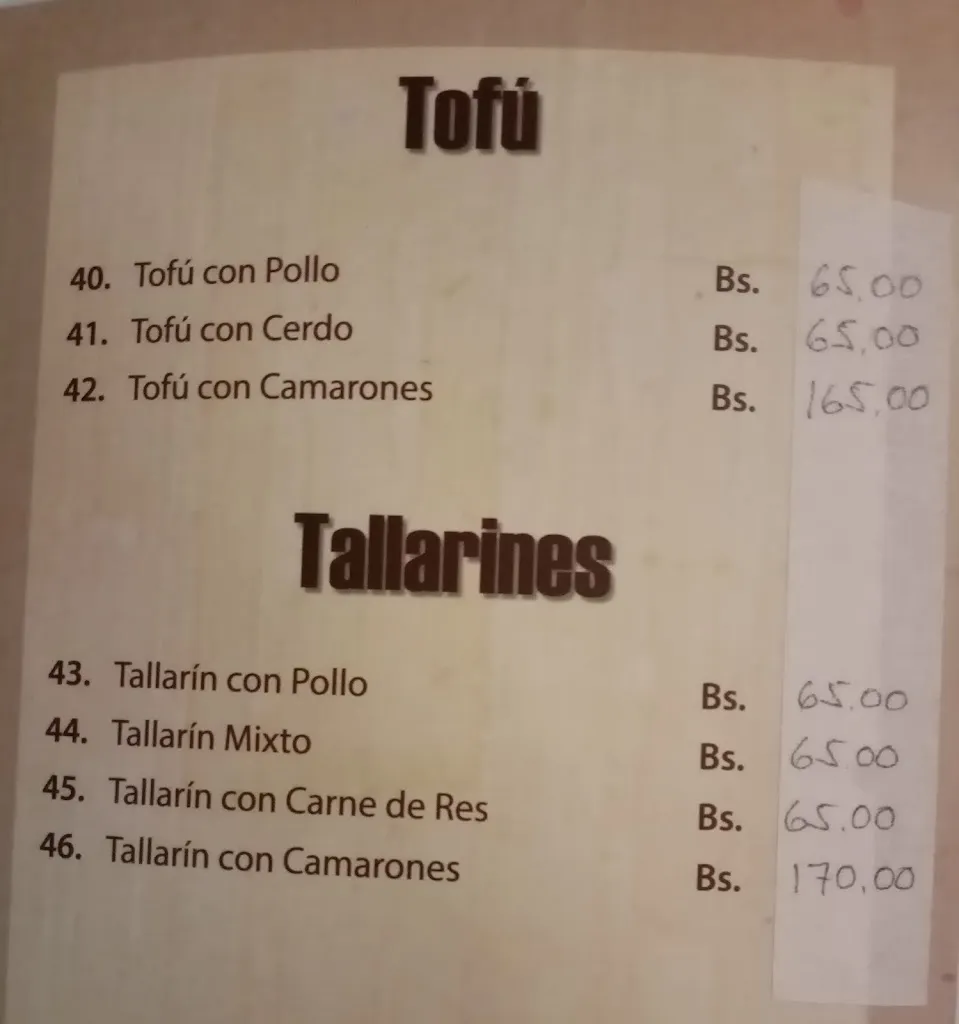 Tofú
40. Tofú con Pollo Bs. 65.00
41. Tofú con Cerdo Bs. 65.00
42. Tofú con Camarones Bs. 165.00
Tallarines
43. Tallarín con Pollo Bs. 65.00
44. Tallarín Mixto Bs. 65.00
45. Tallarín con Carne de Res Bs. 65.00
46. Tallarín con Camarones Bs. 170.00